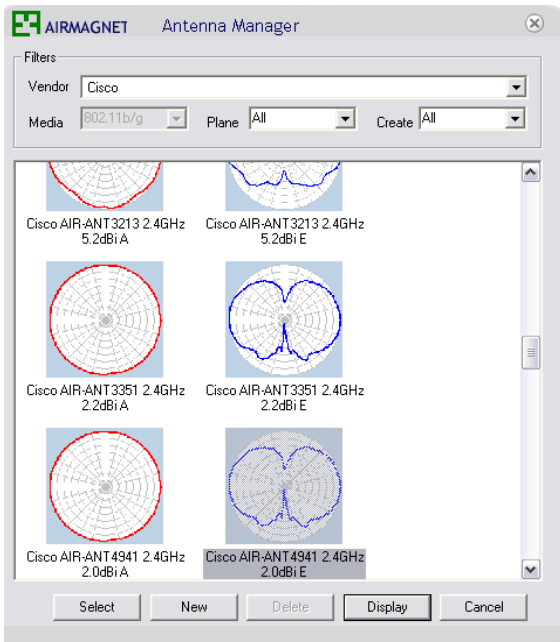 AIRMAGNET Antenna Manager
Filters
Vendor Cisco
Media 802.11b/g Plane All Create All
Cisco AIR-ANT3213 2.4GHz
5.2dBi A
Cisco AIR-ANT3213 2.4GHz
5.2dBi E
Cisco AIR-ANT3351 2.4GHz
2.2dBi A
Cisco AIR-ANT3351 2.4GHz
2.2dBi E
Cisco AIR-ANT4941 2.4GHz
2.0dBi A
Cisco AIR-ANT4941 2.4GHz
2.0dBi E
Select New Delete Display Cancel